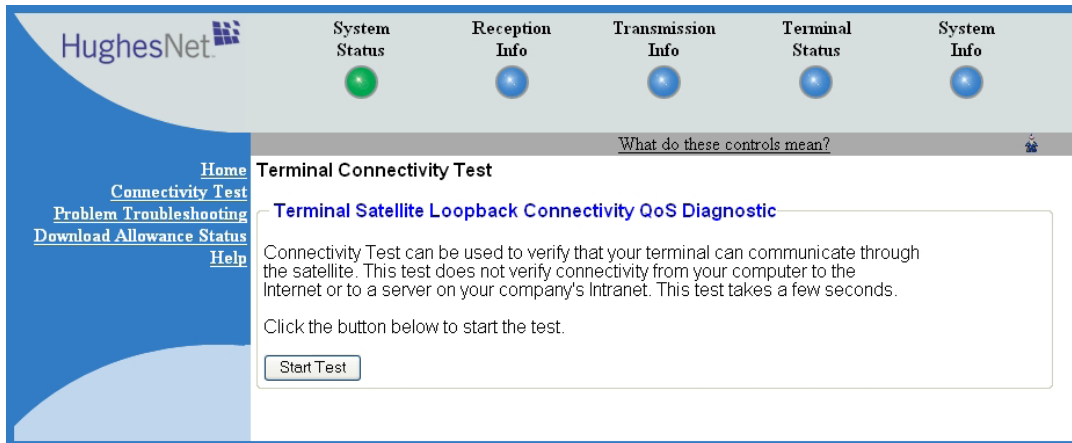 HughesNet.
System Status
Reception Info
Transmission Info
Terminal Status
System Info
What do these controls mean?
Home
Connectivity Test
Problem Troubleshooting
Download Allowance Status
Help
Terminal Connectivity Test
Terminal Satellite Loopback Connectivity QoS Diagnostic
Connectivity Test can be used to verify that your terminal can communicate through
the satellite. This test does not verify connectivity from your computer to the
Internet or to a server on your company's Intranet. This test takes a few seconds.
Click the button below to start the test.
Start Test